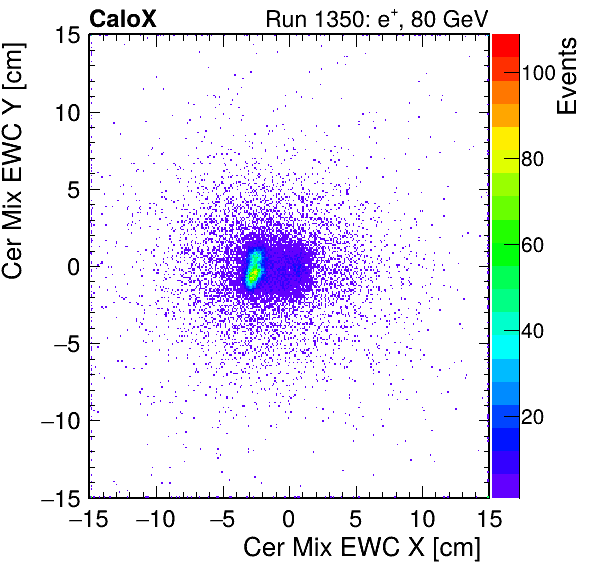 CaloX Run 1350: e+, 80 GeV
Cer Mix EWC Y [cm]
Events
15
10
5
0
−5
−10
−15
100
80
60
40
20
−15 −10 −5 0 5 10 15
Cer Mix EWC X [cm]